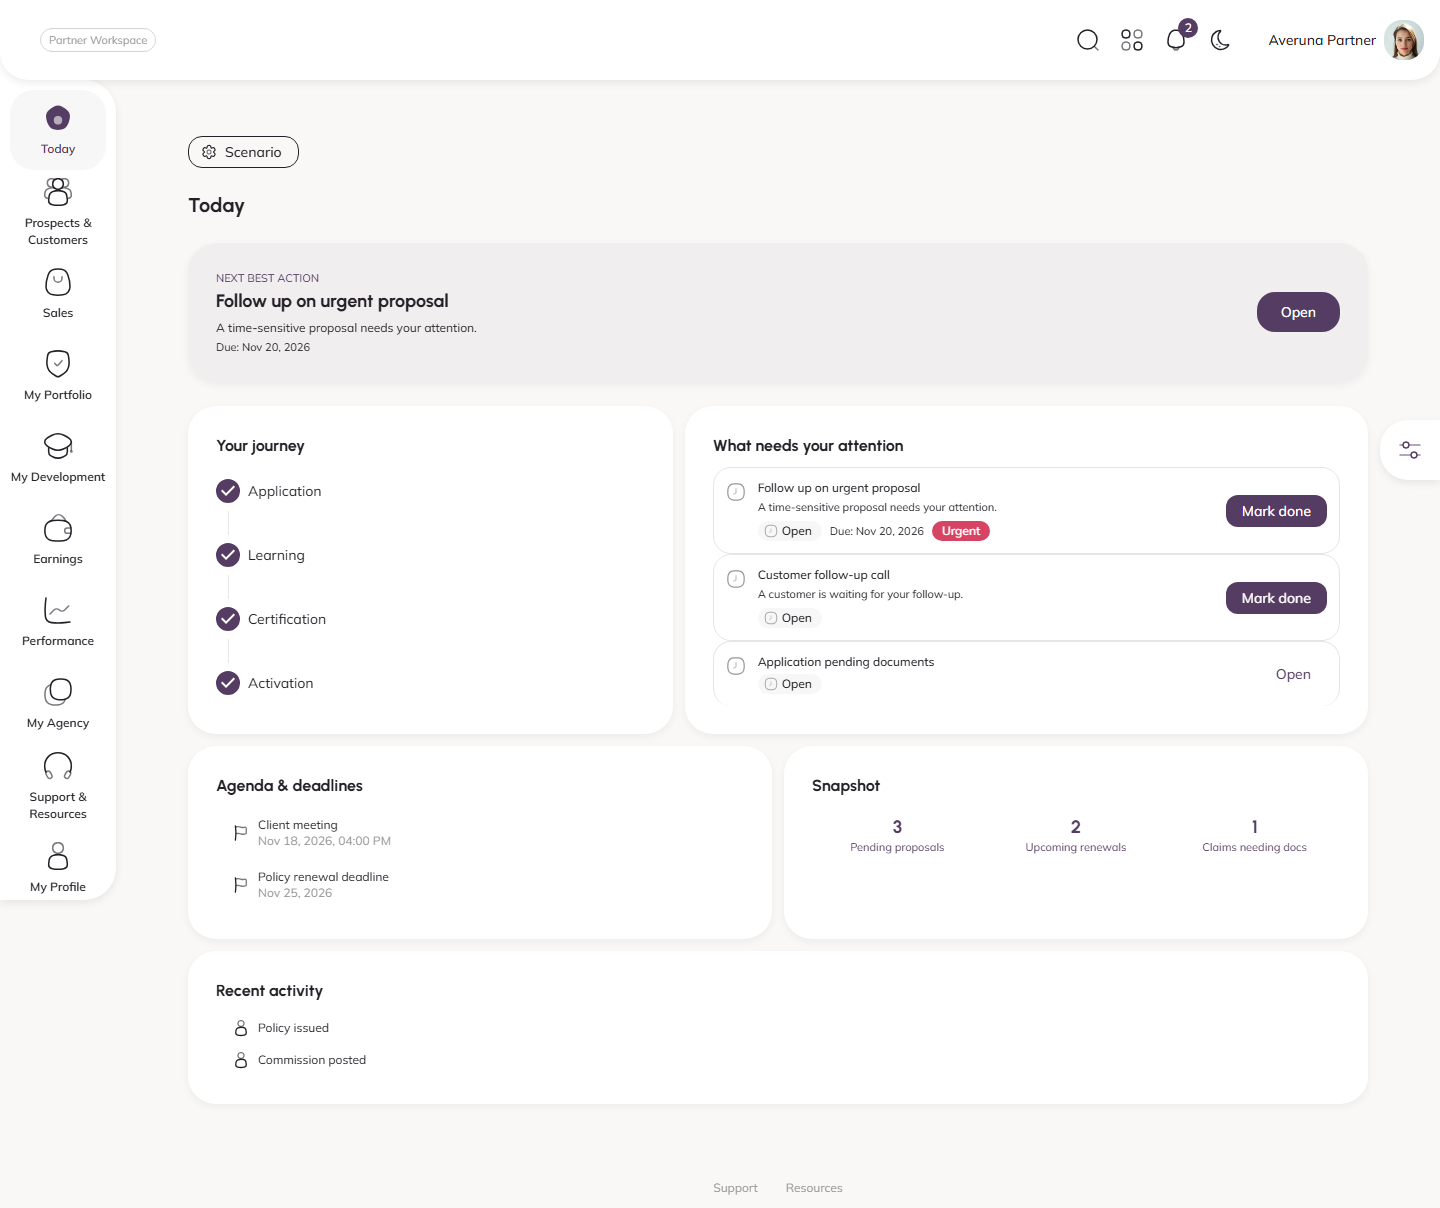 Partner Workspace
2
Averuna Partner
Today
Prospects &
Customers
Sales
My Portfolio
My Development
Earnings
Performance
My Agency
Support &
Resources
My Profile
Scenario
Today
NEXT BEST ACTION
Follow up on urgent proposal
A time-sensitive proposal needs your attention.
Due: Nov 20, 2026
Open
Your journey
Application
Learning
Certification
Activation
What needs your attention
Follow up on urgent proposal
A time-sensitive proposal needs your attention.
Open Due: Nov 20, 2026 Urgent
Mark done
Customer follow-up call
A customer is waiting for your follow-up.
Open
Mark done
Application pending documents
Open
Open
Agenda & deadlines
Client meeting
Nov 18, 2026, 04:00 PM
Policy renewal deadline
Nov 25, 2026
Snapshot
3
Pending proposals
2
Upcoming renewals
1
Claims needing docs
Recent activity
Policy issued
Commission posted
Support Resources